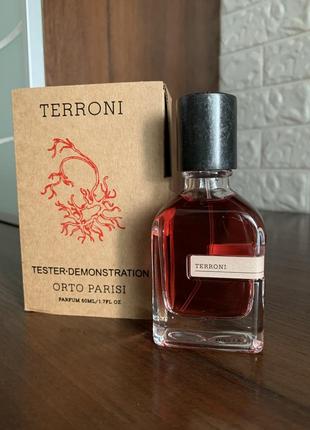 TERRONI
TESTER·DEMONSTRATION
ORTO PARISI
PARFUM 50ML/1.7FL OZ
TERRONI